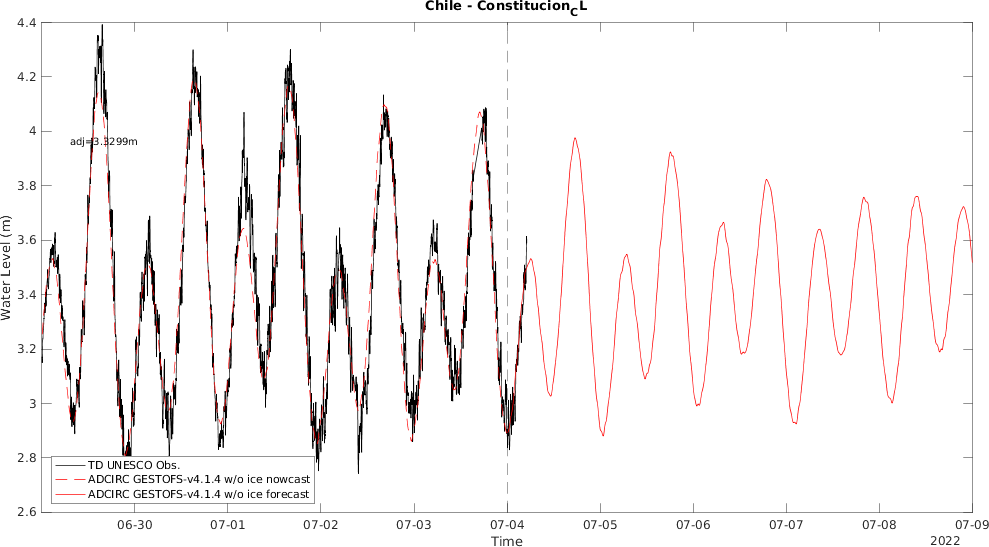 Chile - Constitucion_CL
4.4
4.2
4
3.8
3.6
3.4
3.2
3
2.8
2.6
Water Level (m)
adj=3.3299m
TD UNESCO Obs.
ADCIRC GESTOFS-v4.1.4 w/o ice nowcast
ADCIRC GESTOFS-v4.1.4 w/o ice forecast
06-30 07-01 07-02 07-03 07-04 07-05 07-06 07-07 07-08 07-09
Time
2022